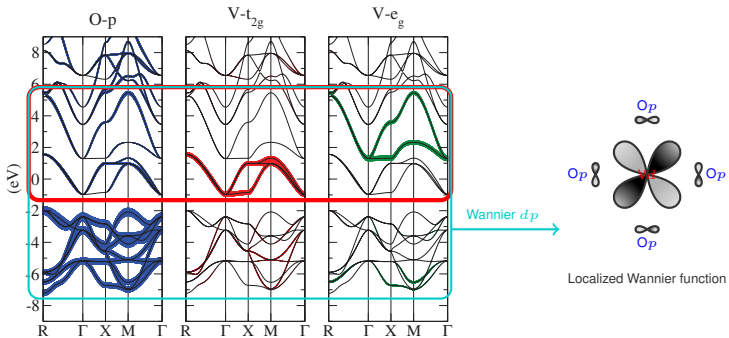 O-p
V-t2g
V-eg
(eV)
8
6
4
2
0
-2
-4
-6
-8
R
Γ
X
M
Γ
R
Γ
X
M
Γ
R
Γ
X
M
Γ
Wannier dp
Op
Op
Vd
Op
Op
Localized Wannier function